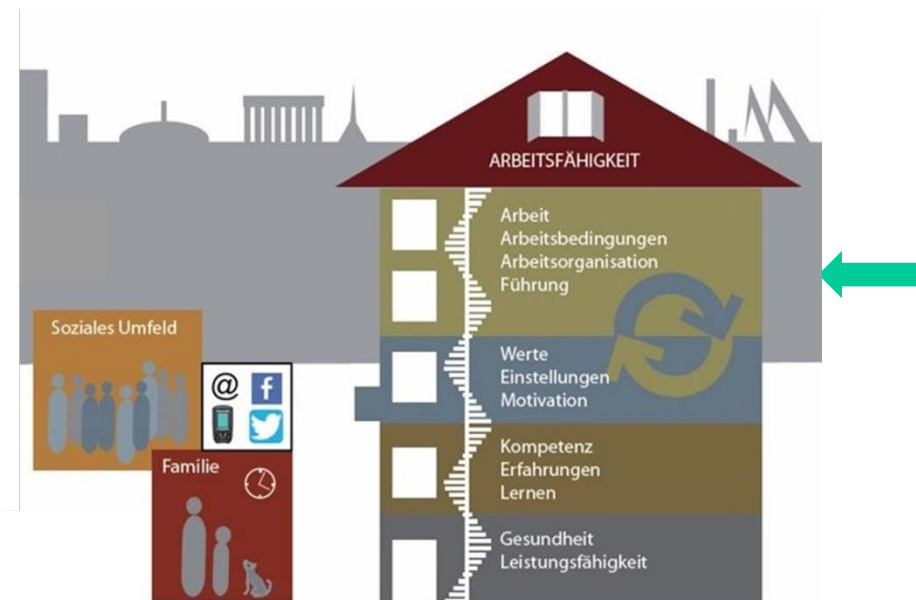 ARBEITSFÄHIGKEIT
Arbeit
Arbeitsbedingungen
Arbeitsorganisation
Führung
Werte
Einstellungen
Motivation
Kompetenz
Erfahrungen
Lernen
Gesundheit
Leistungsfähigkeit
Soziales Umfeld
@
f
Familie